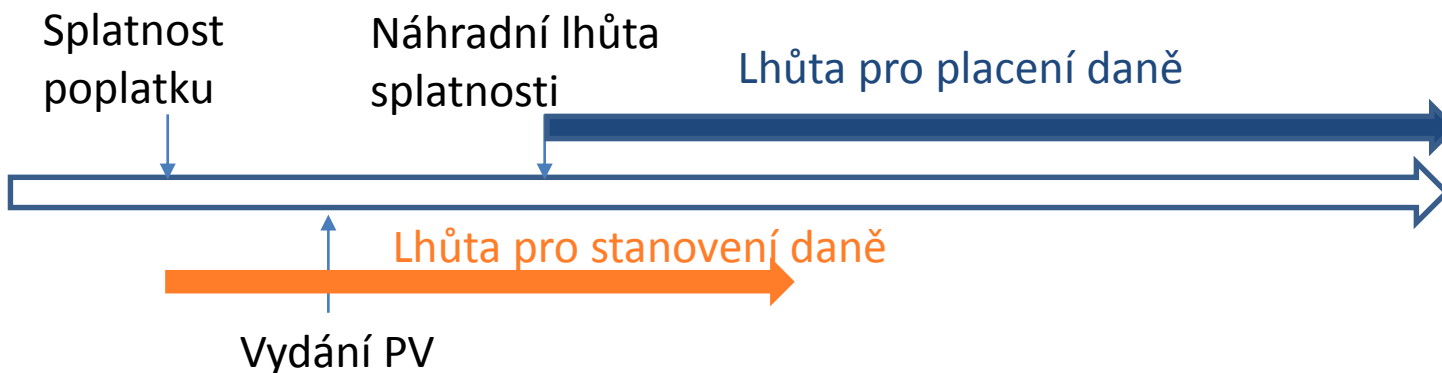 Splatnost
poplatku
Náhradní lhůta
splatnosti
Lhůta pro placení daně
Lhůta pro stanovení daně
Vydání PV